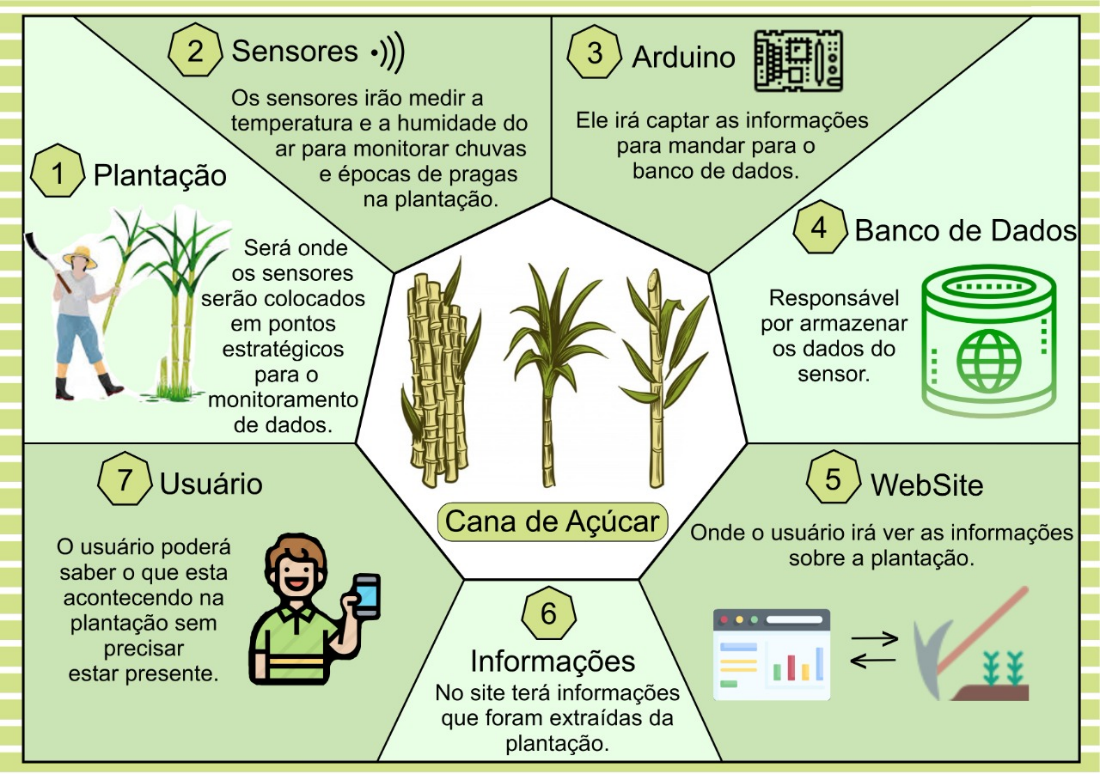 1 Plantação
Será onde
os sensores
serão colocados
em pontos
estratégicos
para o
monitoramento
de dados.
2 Sensores
Os sensores irão medir a
temperatura e a humidade do
ar para monitorar chuvas
e épocas de pragas
na plantação.
3 Arduino
Ele irá captar as informações
para mandar para o
banco de dados.
4 Banco de Dados
Responsável
por armazenar
os dados do
sensor.
5 WebSite
Onde o usuário irá ver as informações
sobre a plantação.
6
Informações
No site terá informações
que foram extraídas da
plantação.
7 Usuário
O usuário poderá
saber o que esta
acontecendo na
plantação sem
precisar
estar presente.
Cana de Açúcar